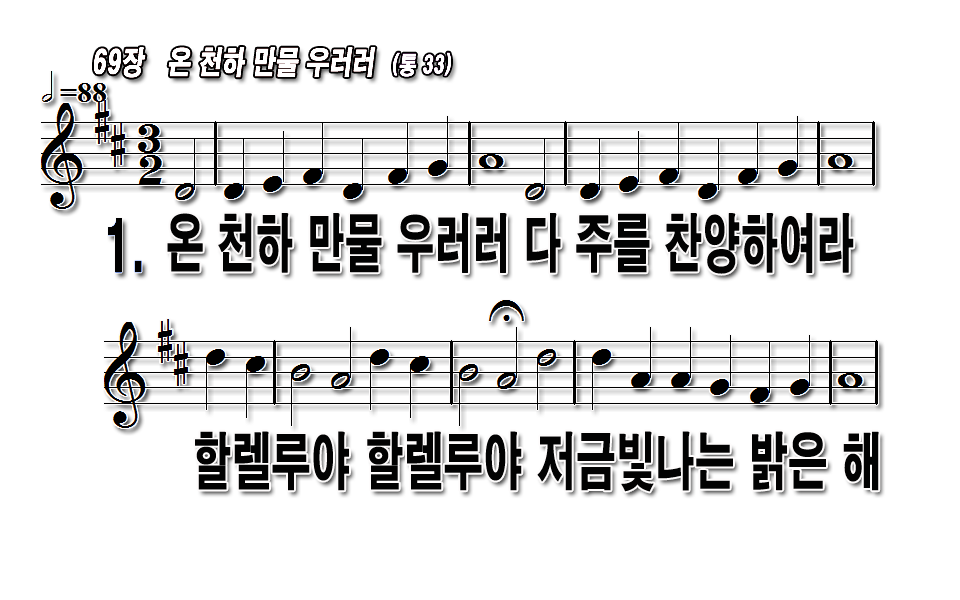 69장 온 천하 만물 우러러 (통 33)
=88
3
2
1. 온 천하 만물 우러러 다 주를 찬양하여라
할렐루야 할렐루야 저금빛나는 밝은 해